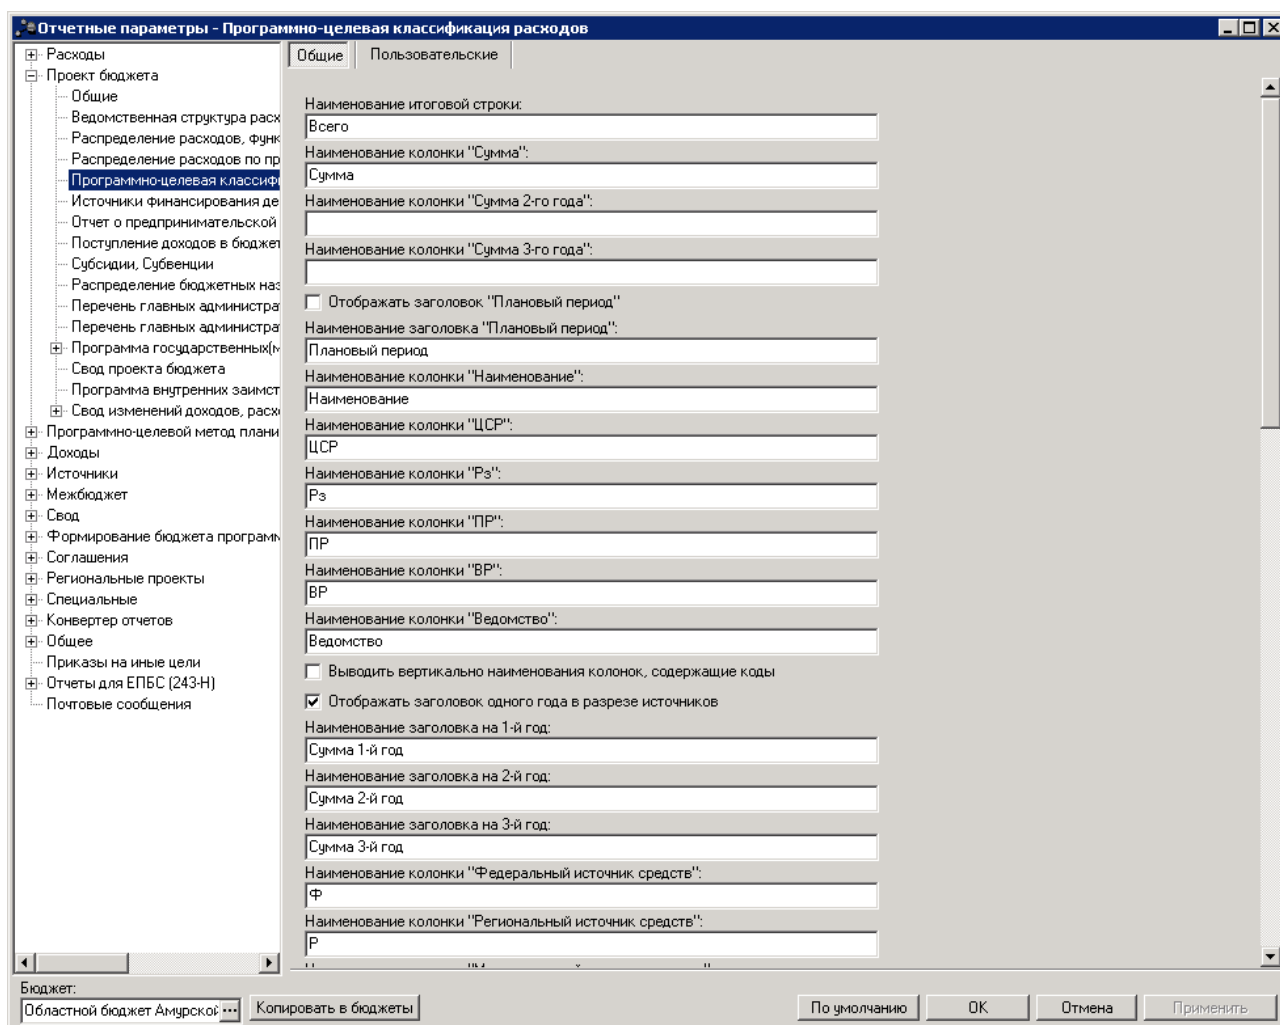 Отчетные параметры - Программно-целевая классификация расходов
Расходы
Проект бюджета
Общие
Ведомственная структура расх
Распределение расходов, функ
Распределение расходов по пр
Программно-целевая классифи
Источники финансирования де
Отчет о предпринимательской
Поступление доходов в бюджет
Субсидии, Субвенции
Распределение бюджетных наз
Перечень главных администра
Перечень главных администра
Программа государственных(м
Свод проекта бюджета
Программа внутренних заимст
Свод изменений доходов, расх
Программно-целевой метод плани
Доходы
Источники
Межбюджет
Свод
Формирование бюджета програм
Соглашения
Региональные проекты
Специальные
Конвертер отчетов
Общее
Приказы на иные цели
Отчеты для ЕПБС (243-Н)
Почтовые сообщения
Общие Пользовательские
Наименование итоговой строки:
Всего
Наименование колонки "Сумма":
Сумма
Наименование колонки "Сумма 2-го года":
Наименование колонки "Сумма 3-го года":
Отображать заголовок "Плановый период"
Наименование заголовка "Плановый период":
Плановый период
Наименование колонки "Наименование":
Наименование
Наименование колонки "ЦСР":
ЦСР
Наименование колонки "Рз":
Рз
Наименование колонки "ПР":
ПР
Наименование колонки "ВР":
ВР
Наименование колонки "Ведомство":
Ведомство
Выводить вертикально наименования колонок, содержащие коды
Отображать заголовок одного года в разрезе источников
Наименование заголовка на 1-й год:
Сумма 1-й год
Наименование заголовка на 2-й год:
Сумма 2-й год
Наименование заголовка на 3-й год:
Сумма 3-й год
Наименование колонки "Федеральный источник средств":
Ф
Наименование колонки "Региональный источник средств":
Р
Бюджет:
Областной бюджет Амурской ... Копировать в бюджеты По умолчанию OK Отмена Применить